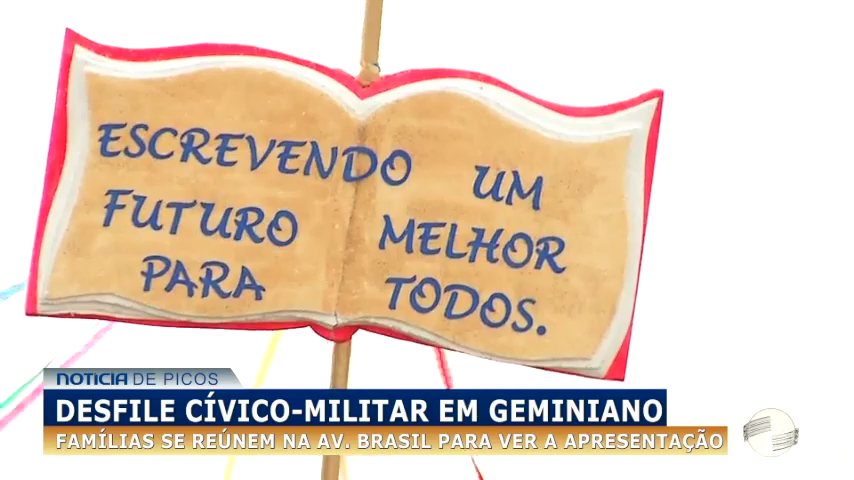 ESCREVENDO UM
FUTURO MELHOR
PARA TODOS.
NOTICIA DE PICOS
DESFILE CÍVICO-MILITAR EM GEMINIANO
FAMÍLIAS SE REÚNEM NA AV. BRASIL PARA VER A APRESENTAÇÃO